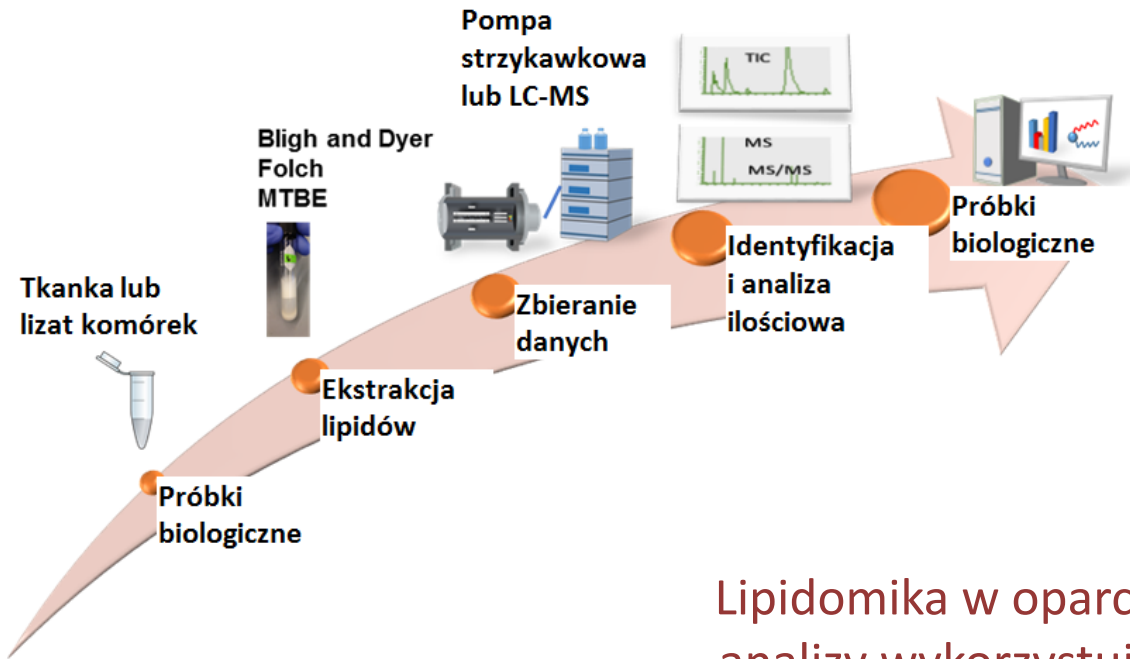 Pompa
strzykawkowa
lub LC-MS
TIC
MS
MS/MS
Bligh and Dyer
Folch
MTBE
Tkanka lub
lizat komórek
Próbki
biologiczne
Ekstrakcja
lipidów
Zbieranie
danych
Identyfikacja
i analiza
ilościowa
Próbki
biologiczne
Lipidomika w
analizy